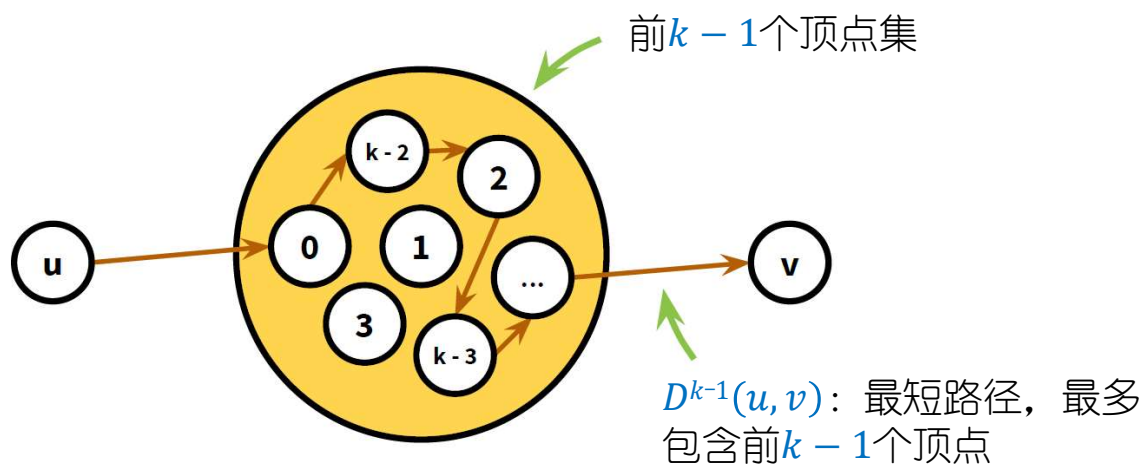 前k − 1个顶点集
k - 2
2
u
0
1
...
v
3
k - 3
D^{k−1}(u, v)：最短路径，最多
包含前k − 1个顶点